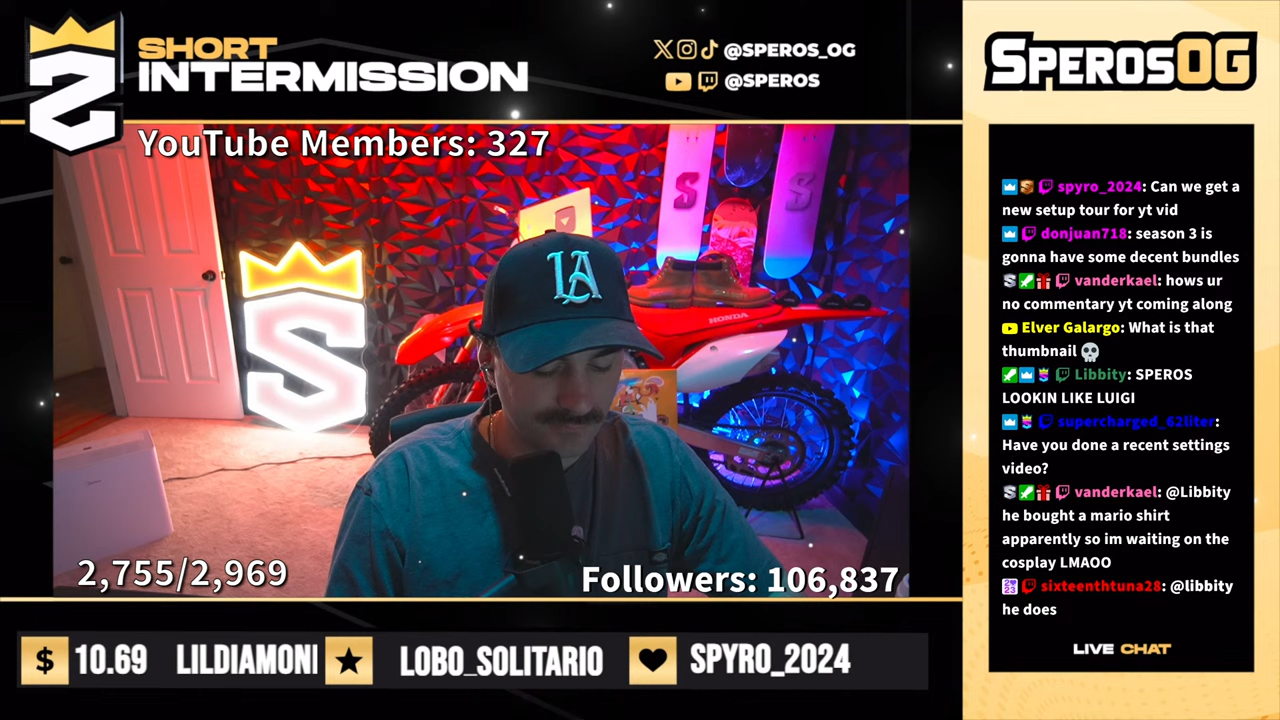 SHORT
INTERMISSION
@SPEROS_OG
@SPEROS
SPEROSOG
YouTube Members: 327
LA
S
S
S
HONDA
2,755/2,969
Followers: 106,837
$ 10.69 LILDIAMONI
LOBO_SOLITARIO
SPYRO_2024
spyro_2024: Can we get a
new setup tour for yt vid
donjuan718: season 3 is
gonna have some decent bundles
vanderkael: hows ur
no commentary yt coming along
Elver Galargo: What is that
thumbnail 💀
Libbity: SPEROS
LOOKIN LIKE LUIGI
supercharged_62liter:
Have you done a recent settings
video?
vanderkael: @Libbity
he bought a mario shirt
apparently so im waiting on the
cosplay LMAOO
sixteenthtuna28: @libbity
he does
LIVE CHAT